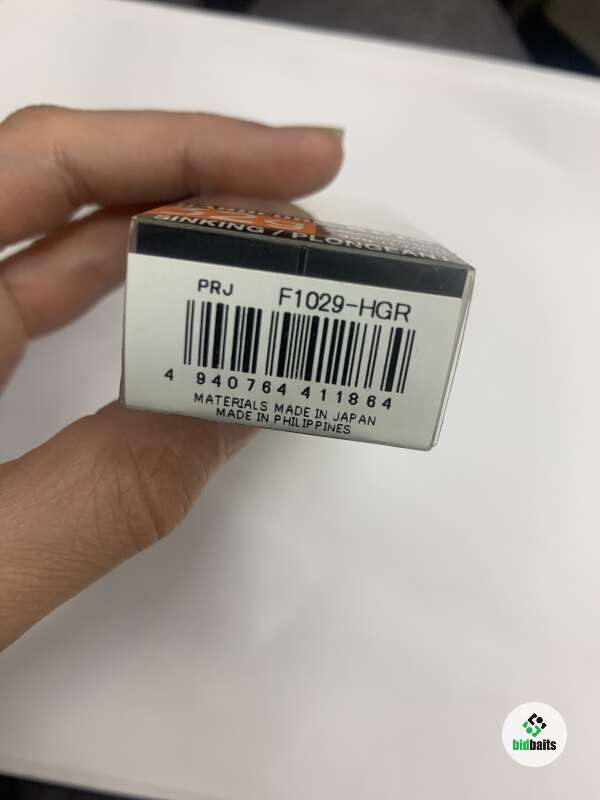 SINKING / PLONGEANT
PRJ F1029-HGR
4 940764 411864
MATERIALS MADE IN JAPAN
MADE IN PHILIPPINES
bidbaits